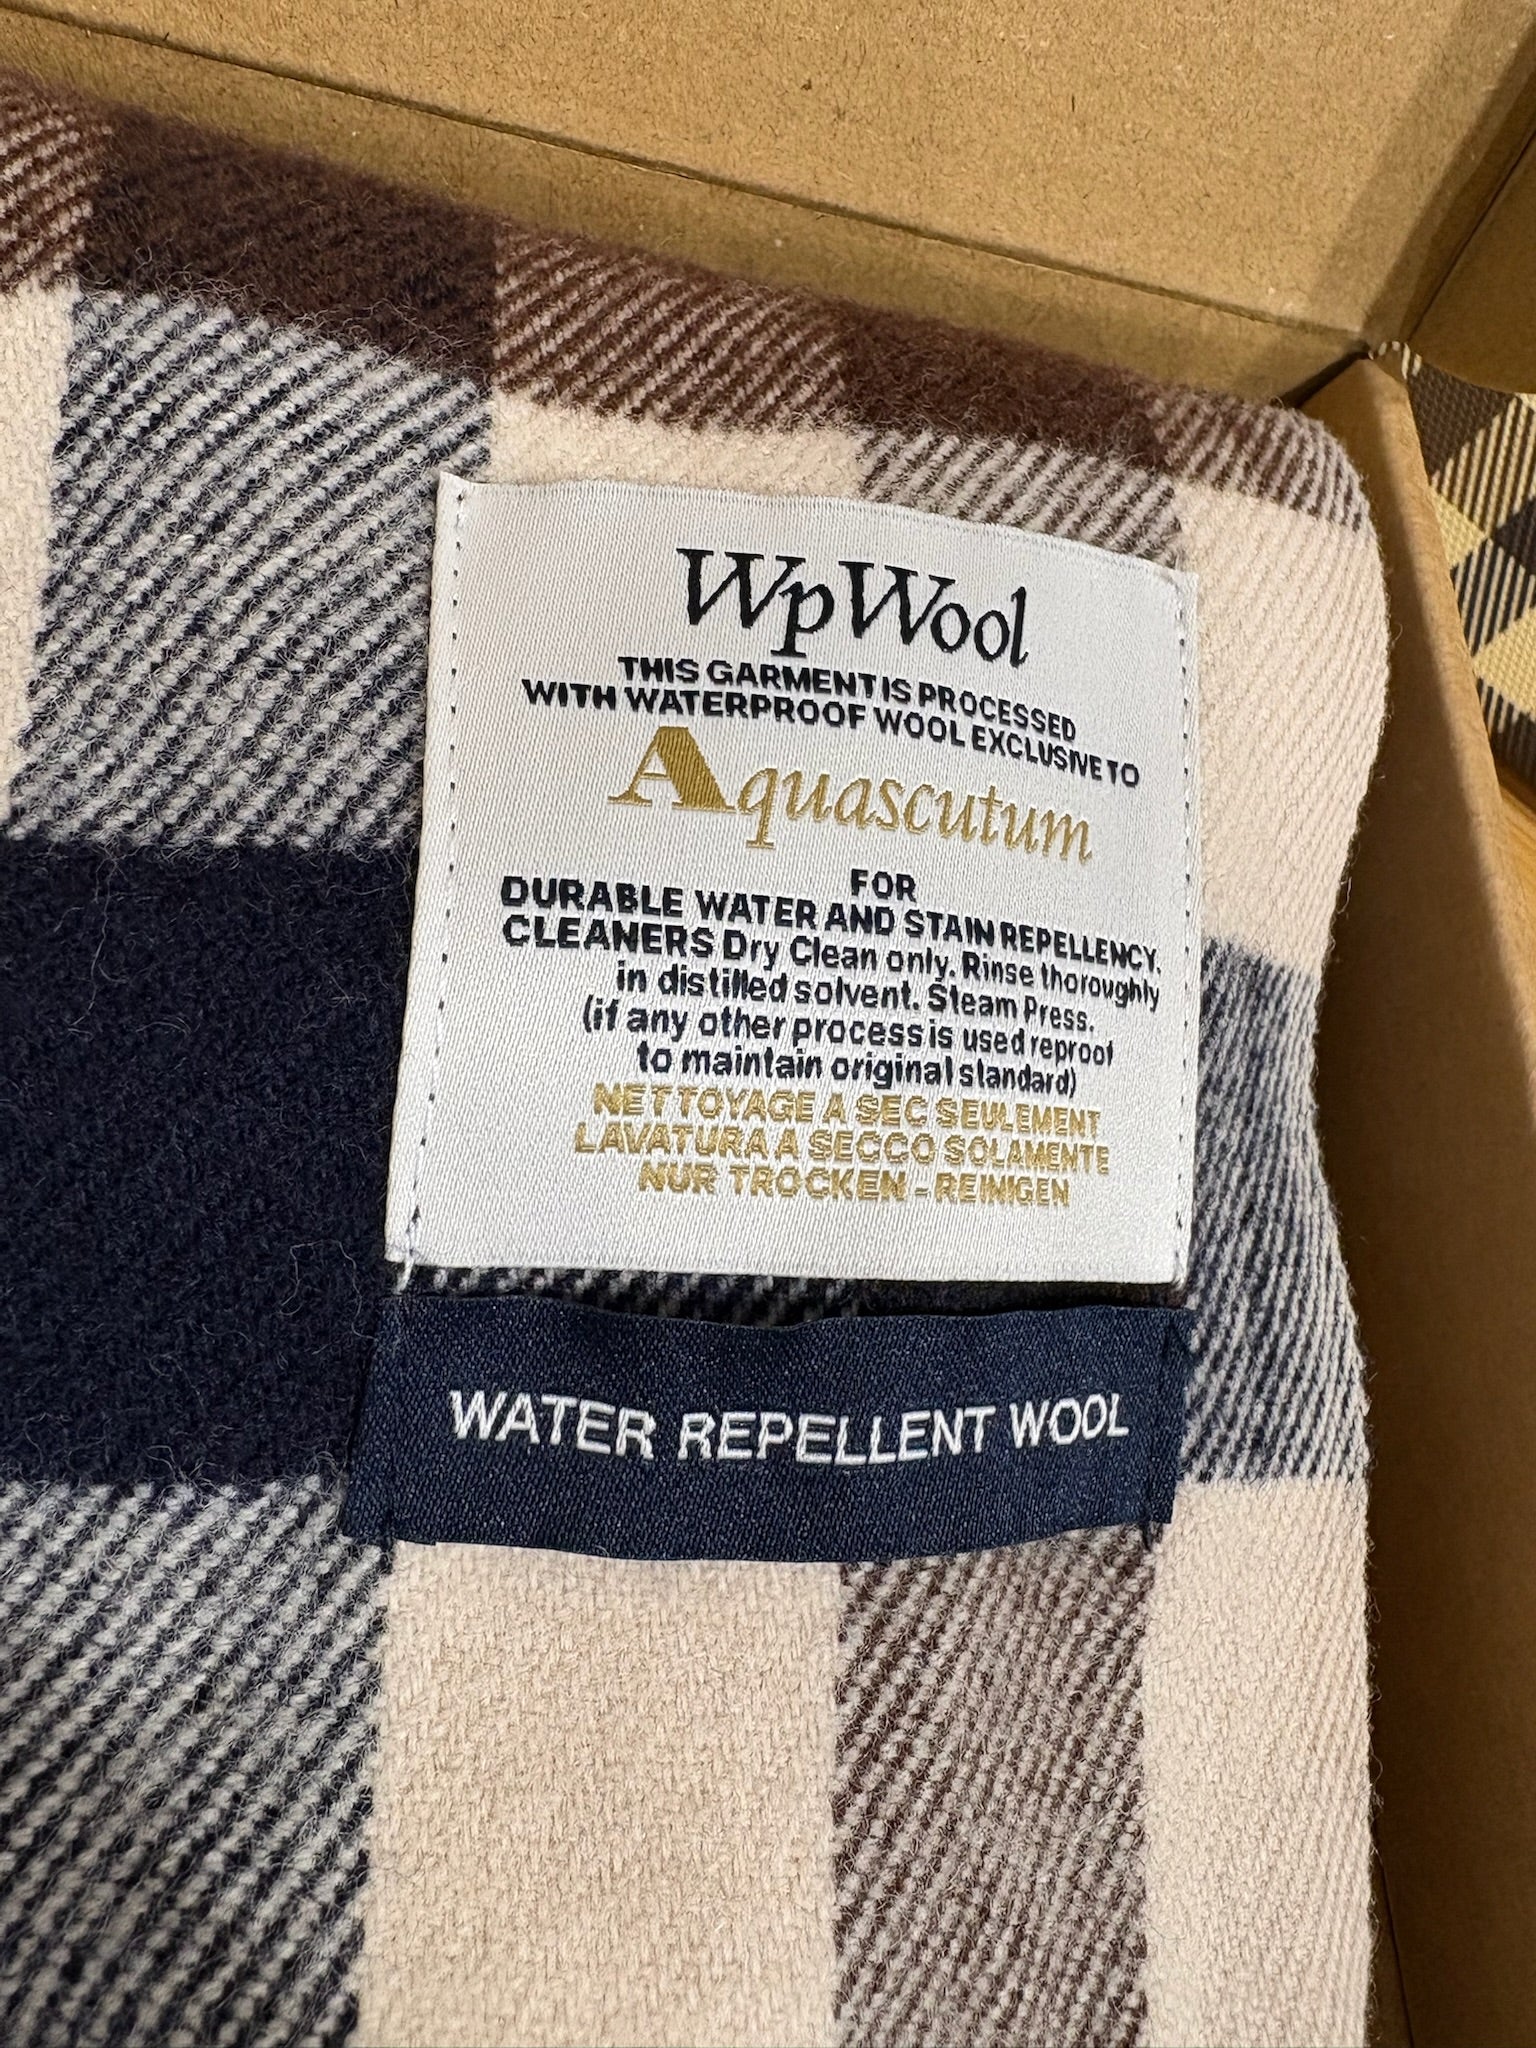 WpWool
THIS GARMENT IS PROCESSED
WITH WATERPROOF WOOL EXCLUSIVE TO
Aquascutum
FOR
DURABLE WATER AND STAIN REPELLENCY.
CLEANERS Dry Clean only. Rinse thoroughly
in distilled solvent. Steam Press.
(if any other process is used reproof
to maintain original standard)
NETTOYAGE A SEC SEULEMENT
LAVATURA A SECCO SOLAMENTE
NUR TROCKEN - REINIGEN
WATER REPELLENT WOOL